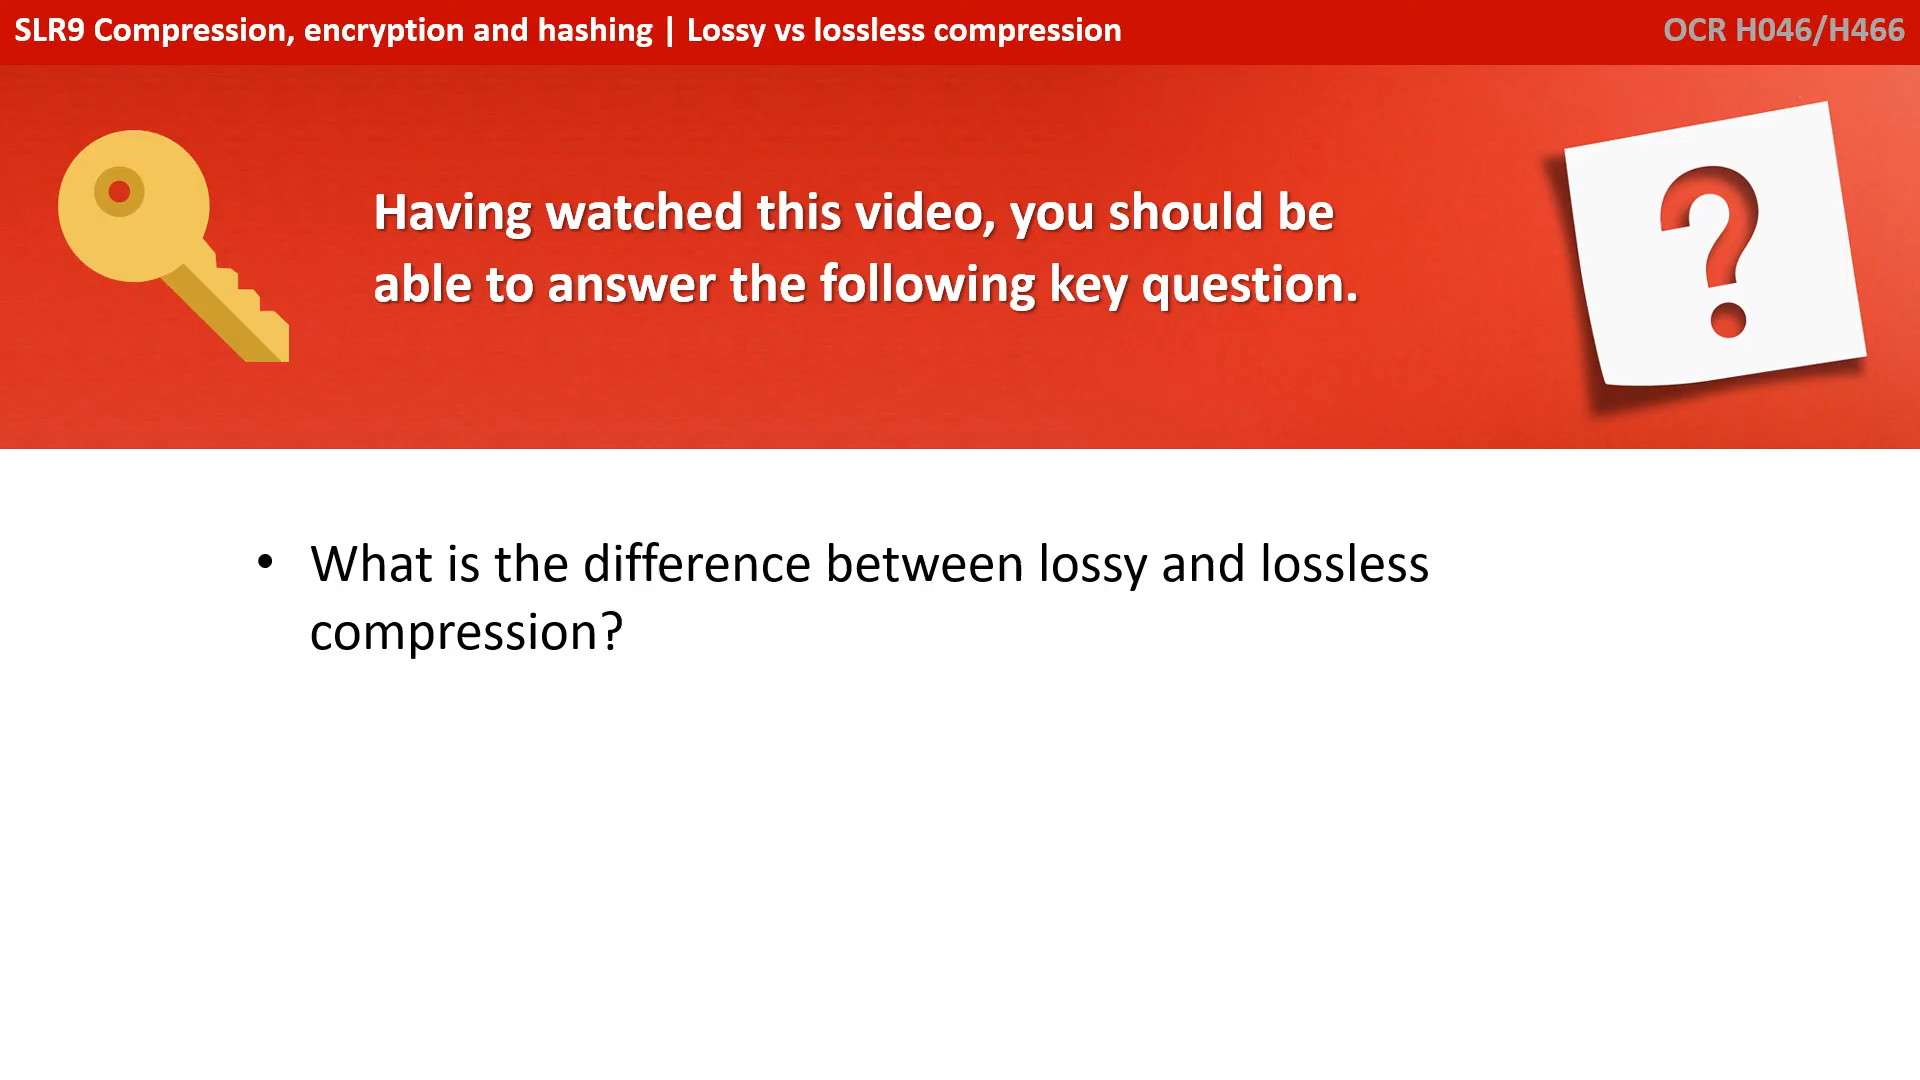 SLR9 Compression, encryption and hashing | Lossy vs lossless compression
OCR H046/H466
Having watched this video, you should be
able to answer the following key question.
?
• What is the difference between lossy and lossless
compression?